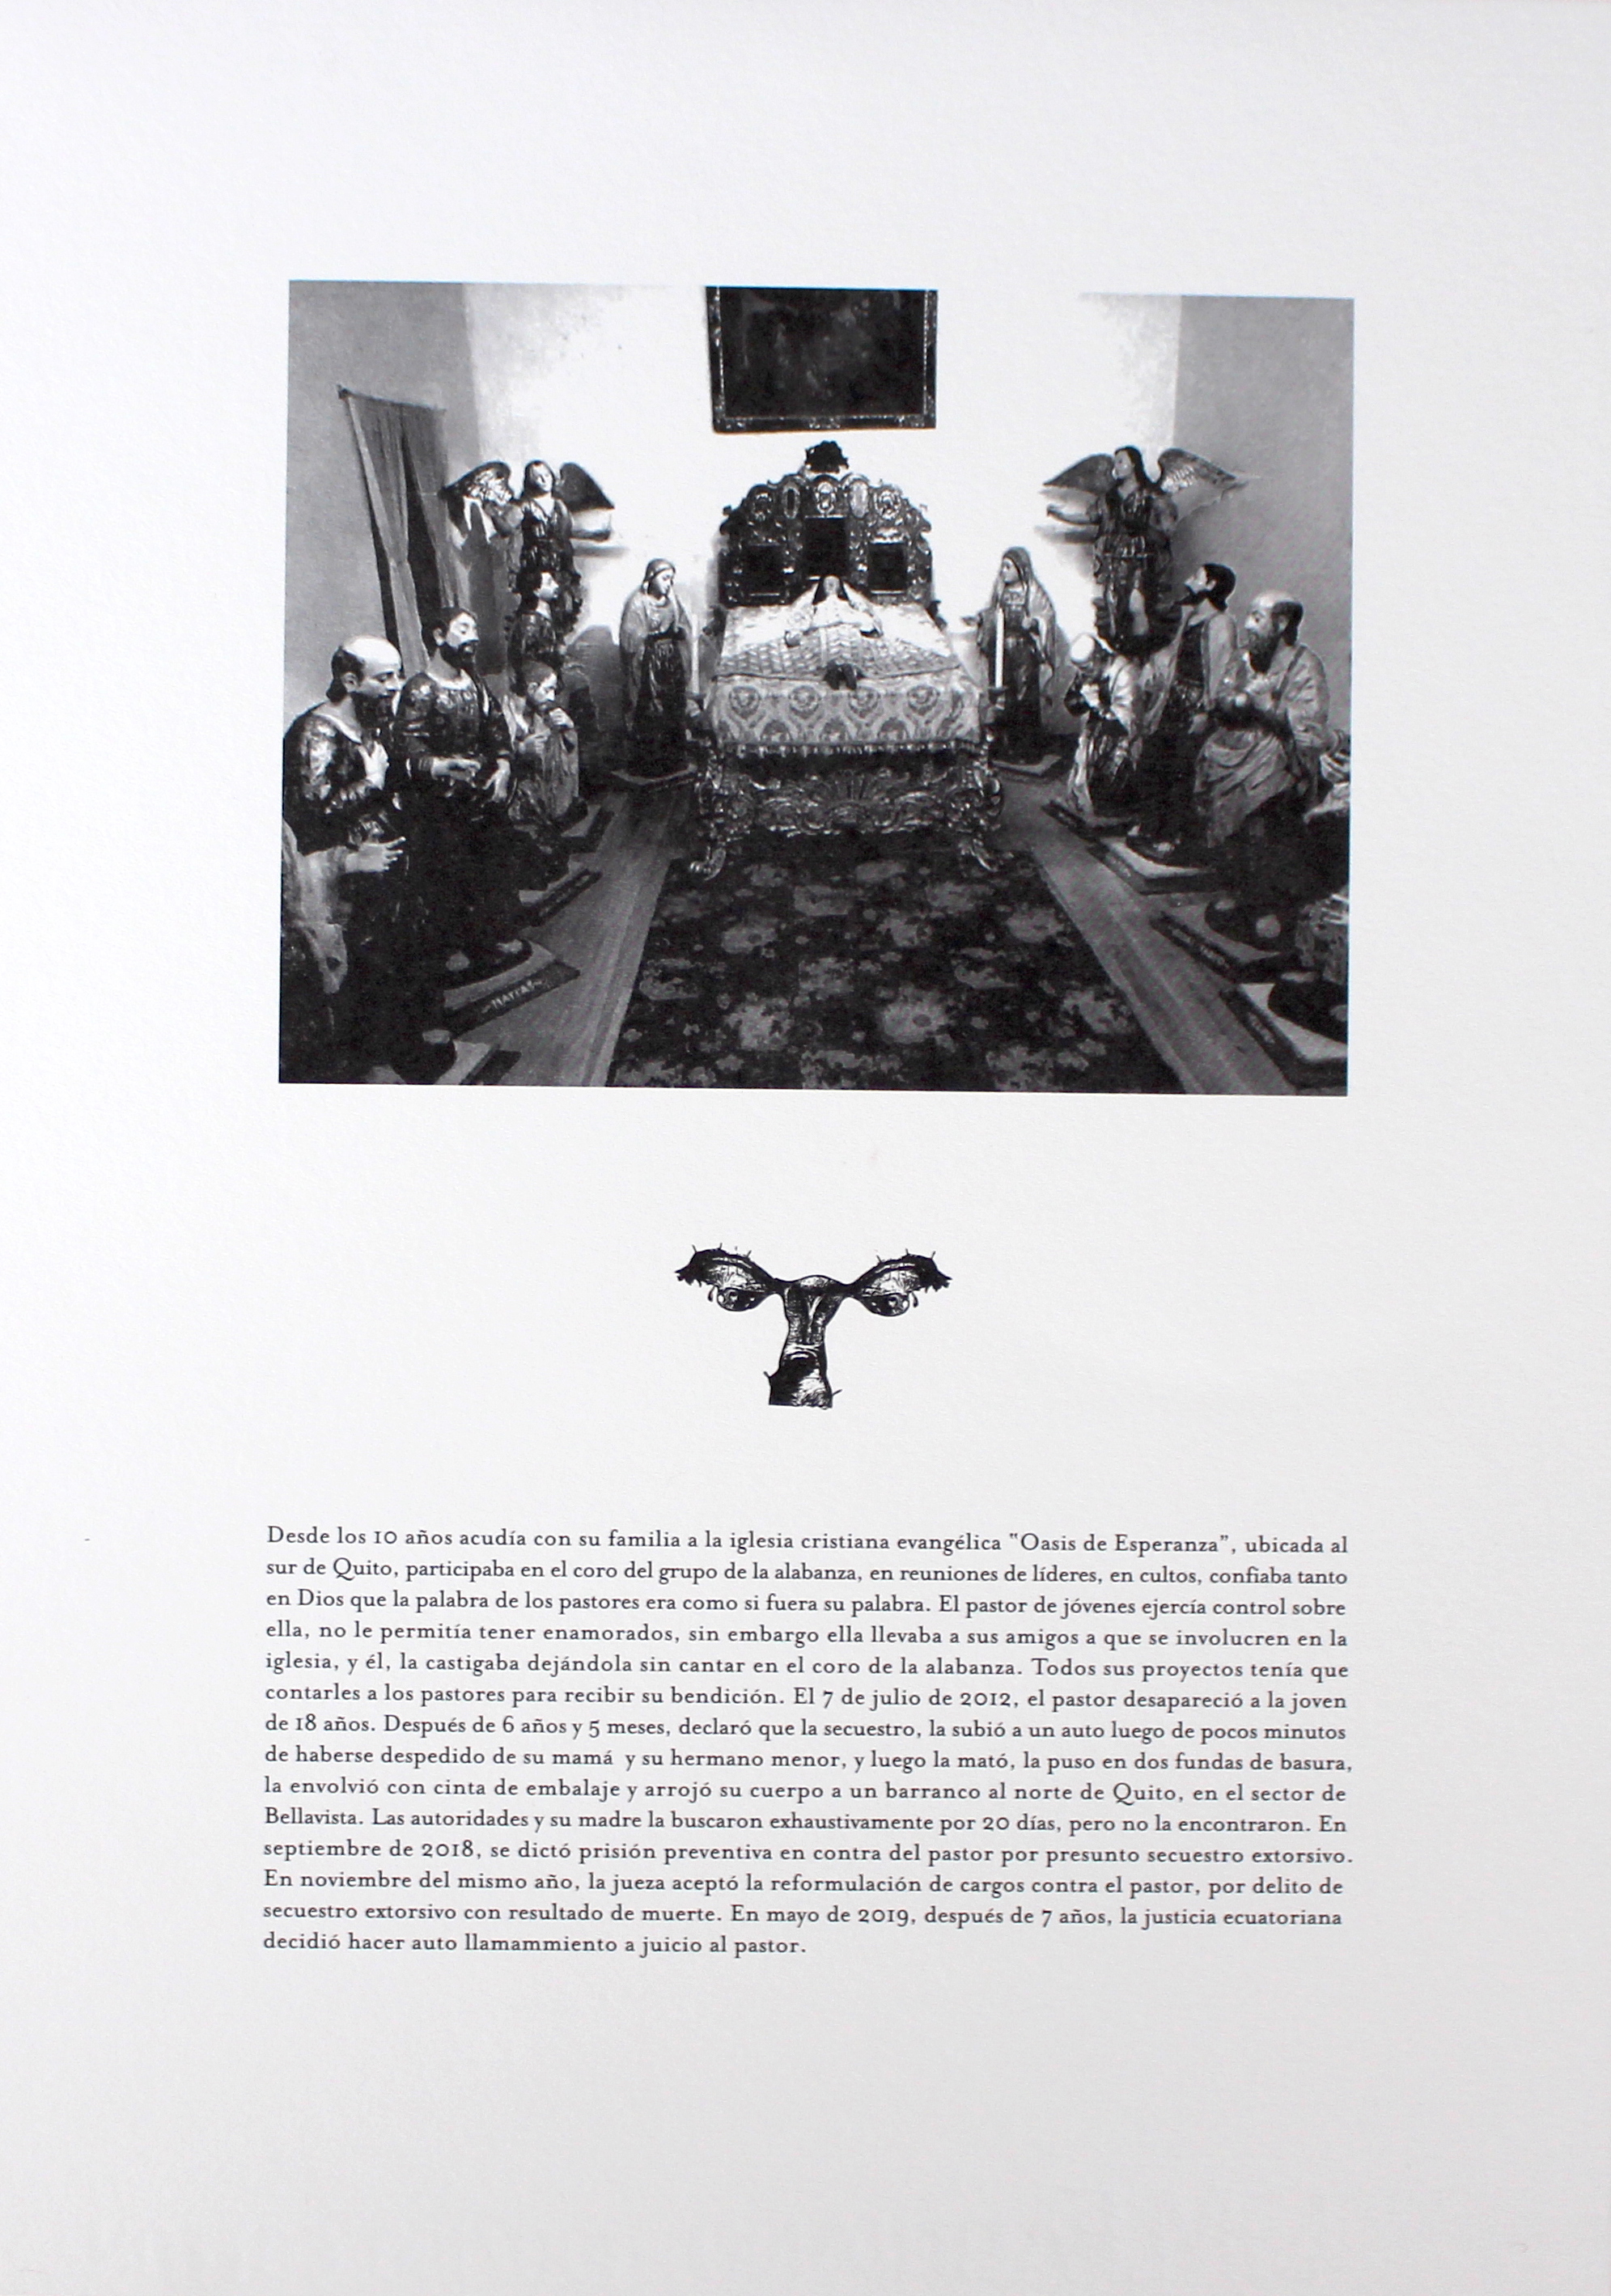 Desde los 10 años acudía con su familia a la iglesia cristiana evangélica "Oasis de Esperanza", ubicada al
sur de Quito, participaba en el coro del grupo de la alabanza, en reuniones de líderes, en cultos, confiaba tanto
en Dios que la palabra de los pastores era como si fuera su palabra. El pastor de jóvenes ejercía control sobre
ella, no le permitía tener enamorados, sin embargo ella llevaba a sus amigos a que se involucren en la
iglesia, y él, la castigaba dejándola sin cantar en el coro de la alabanza. Todos sus proyectos tenía que
contarles a los pastores para recibir su bendición. El 7 de julio de 2012, el pastor desapareció a la joven
de 18 años. Después de 6 años y 5 meses, declaró que la secuestro, la subió a un auto luego de pocos minutos
de haberse despedido de su mamá y su hermano menor, y luego la mató, la puso en dos fundas de basura,
la envolvió con cinta de embalaje y arrojó su cuerpo a un barranco al norte de Quito, en el sector de
Bellavista. Las autoridades y su madre la buscaron exhaustivamente por 20 días, pero no la encontraron. En
septiembre de 2018, se dictó prisión preventiva en contra del pastor por presunto secuestro extorsivo.
En noviembre del mismo año, la jueza aceptó la reformulación de cargos contra el pastor, por delito de
secuestro extorsivo con resultado de muerte. En mayo de 2019, después de 7 años, la justicia ecuatoriana
decidió hacer auto llamammiento a juicio al pastor.